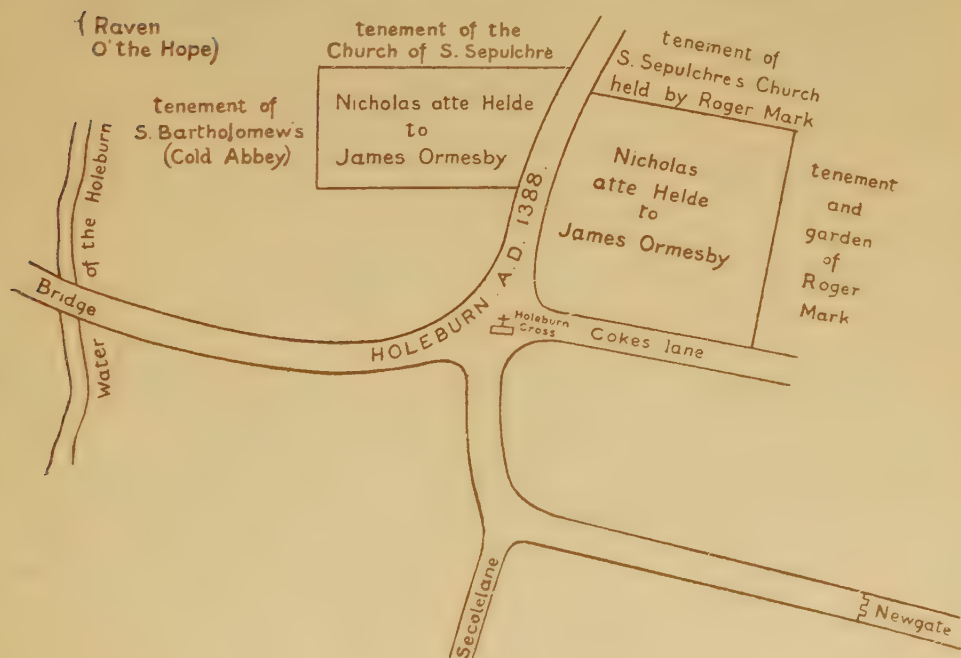 ( Raven
O'the Hope)
tenement of the
Church of S. Sepulchre
tenement of
S. Sepulchre's Church
held by Roger Mark
tenement of
S. Bartholomew's
(Cold Abbey)
Nicholas atte Helde
to
James Ormesby
Nicholas
atte Helde
to
James Ormesby
tenement
and
garden
of
Roger
Mark
Water of the Holeburn
Bridge
HOLEBURN A.D. 1388.
Holeburn
Cross
Cokes lane
Secolelane
Newgate